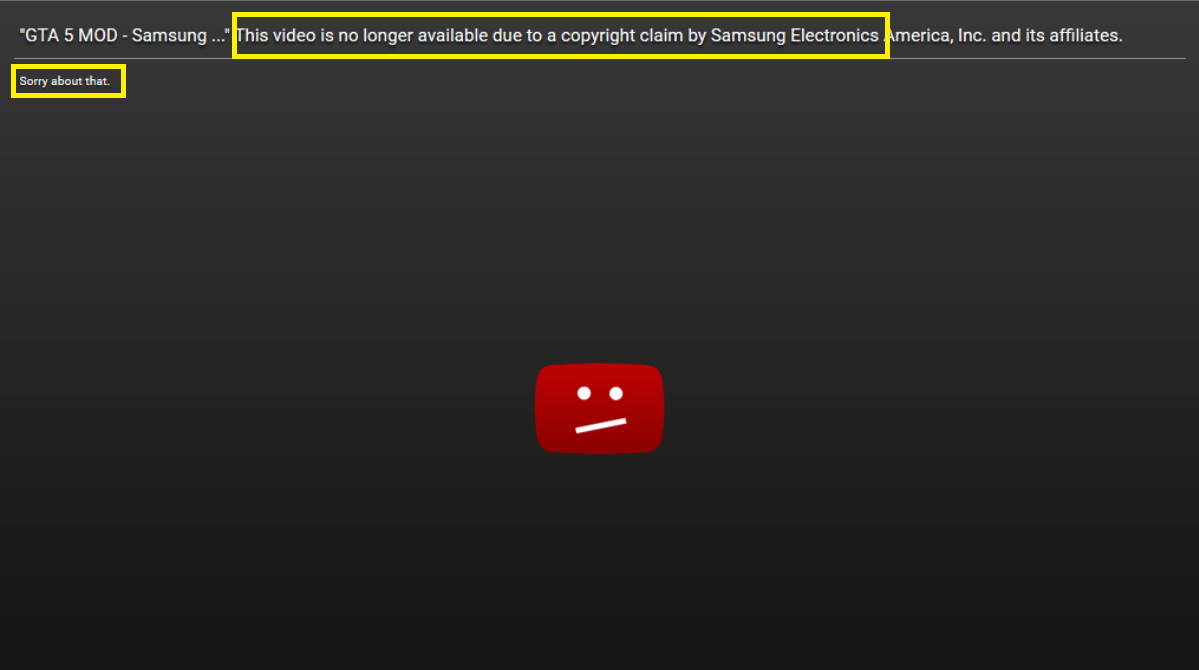 "GTA 5 MOD - Samsung ..." This video is no longer available due to a copyright claim by Samsung Electronics America, Inc. and its affiliates.
Sorry about that.